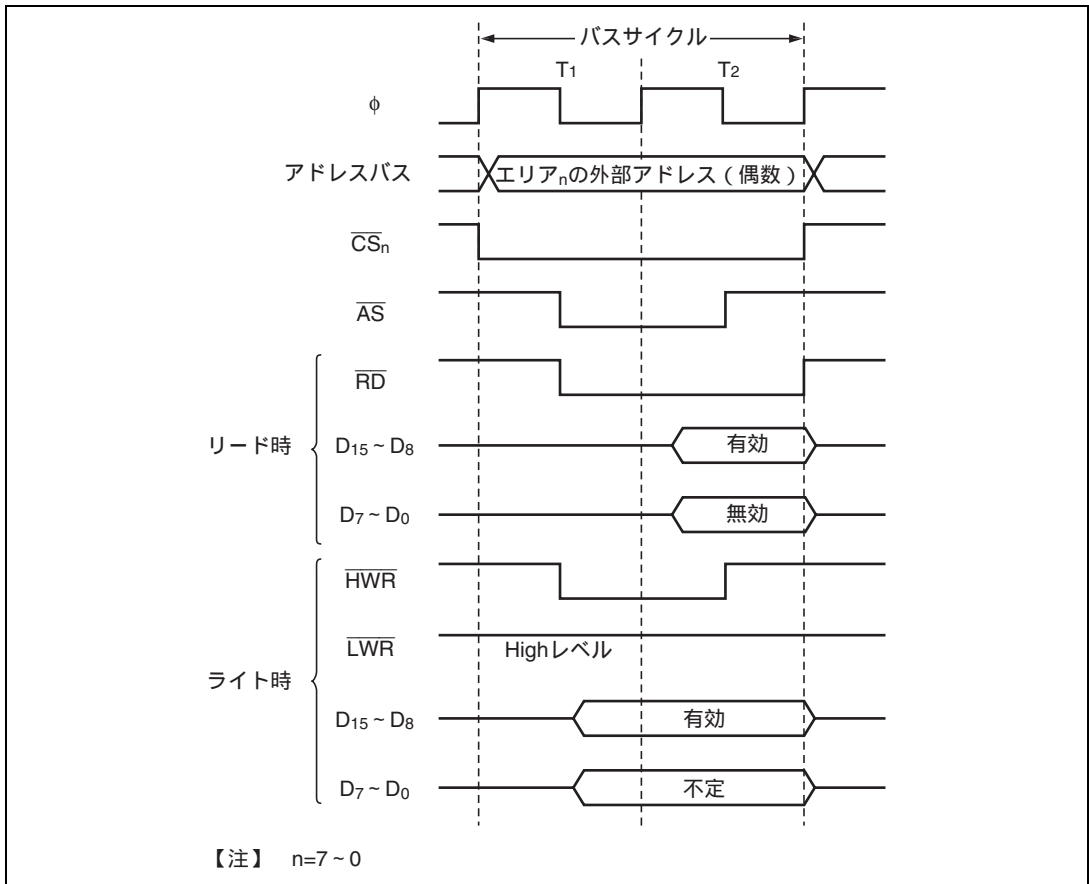 バスサイクル
T1 T2
φ
アドレスバス エリアnの外部アドレス(偶数)
CSn
AS
RD
リード時 D15~D8 有効
D7~D0 無効
HWR
LWR Highレベル
ライト時
D15~D8 有効
D7~D0 不定
【注】 n=7~0